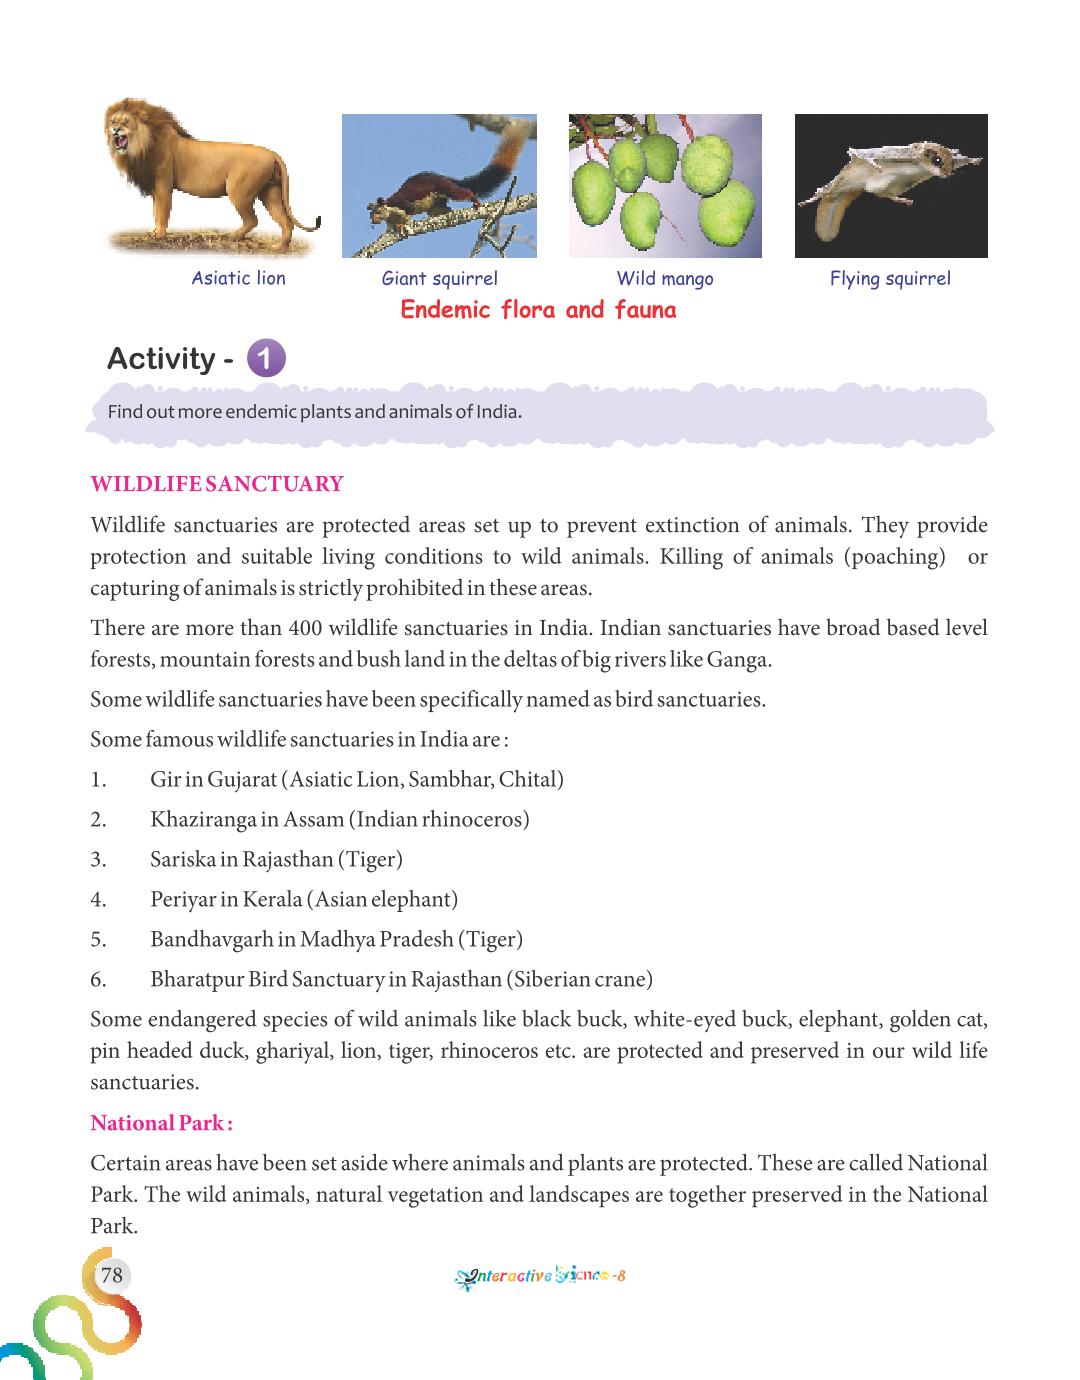 Asiatic lion
Giant squirrel
Wild mango
Flying squirrel
Endemic flora and fauna
Activity - 1
Find out more endemic plants and animals of India.
WILDLIFE SANCTUARY
Wildlife sanctuaries are protected areas set up to prevent extinction of animals. They provide
protection and suitable living conditions to wild animals. Killing of animals (poaching) or
capturing of animals is strictly prohibited in these areas.
There are more than 400 wildlife sanctuaries in India. Indian sanctuaries have broad based level
forests, mountain forests and bush land in the deltas of big rivers like Ganga.
Some wildlife sanctuaries have been specifically named as bird sanctuaries.
Some famous wildlife sanctuaries in India are :
1. Gir in Gujarat (Asiatic Lion, Sambhar, Chital)
2. Khaziranga in Assam (Indian rhinoceros)
3. Sariska in Rajasthan (Tiger)
4. Periyar in Kerala (Asian elephant)
5. Bandhavgarh in Madhya Pradesh (Tiger)
6. Bharatpur Bird Sanctuary in Rajasthan (Siberian crane)
Some endangered species of wild animals like black buck, white-eyed buck, elephant, golden cat,
pin headed duck, ghariyal, lion, tiger, rhinoceros etc. are protected and preserved in our wild life
sanctuaries.
National Park :
Certain areas have been set aside where animals and plants are protected. These are called National
Park. The wild animals, natural vegetation and landscapes are together preserved in the National
Park.
78
Interactive Science -8